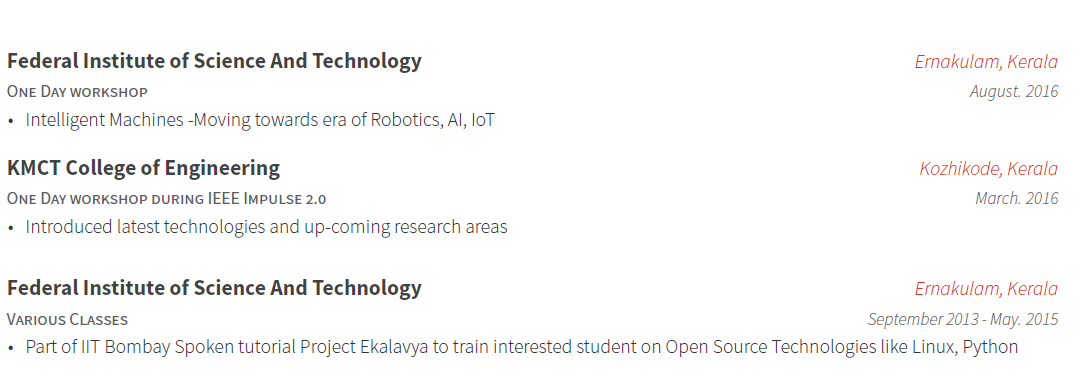 Federal Institute of Science And Technology Ernakulam, Kerala
One Day workshop August. 2016
• Intelligent Machines -Moving towards era of Robotics, AI, IoT
KMCT College of Engineering Kozhikode, Kerala
One Day workshop during IEEE Impulse 2.0 March. 2016
• Introduced latest technologies and up-coming research areas
Federal Institute of Science And Technology Ernakulam, Kerala
Various Classes September 2013 - May. 2015
• Part of IIT Bombay Spoken tutorial Project Ekalavya to train interested student on Open Source Technologies like Linux, Python